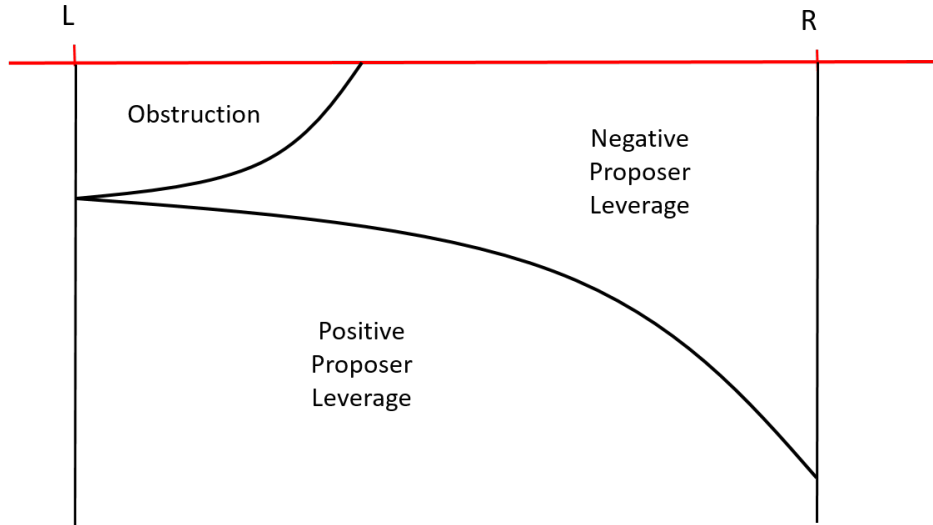 L
R
Obstruction
Negative
Proposer
Leverage
Positive
Proposer
Leverage